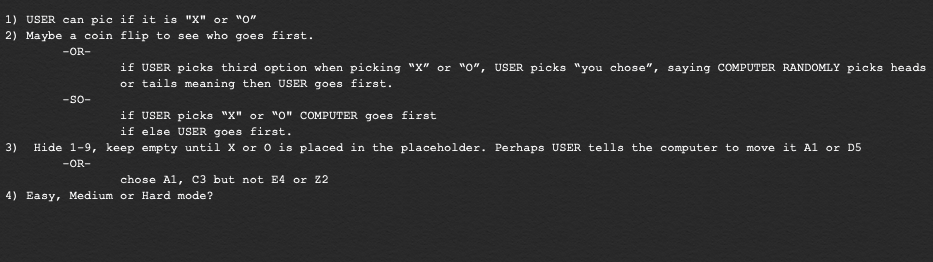 1) USER can pic if it is "X" or “O”
2) Maybe a coin flip to see who goes first.
-OR-
if USER picks third option when picking “X” or “O”, USER picks “you chose”, saying COMPUTER RANDOMLY picks heads
or tails meaning then USER goes first.
-SO-
if USER picks “X" or "O" COMPUTER goes first
if else USER goes first.
3)  Hide 1-9, keep empty until X or O is placed in the placeholder. Perhaps USER tells the computer to move it A1 or D5
-OR-
chose A1, C3 but not E4 or Z2
4) Easy, Medium or Hard mode?